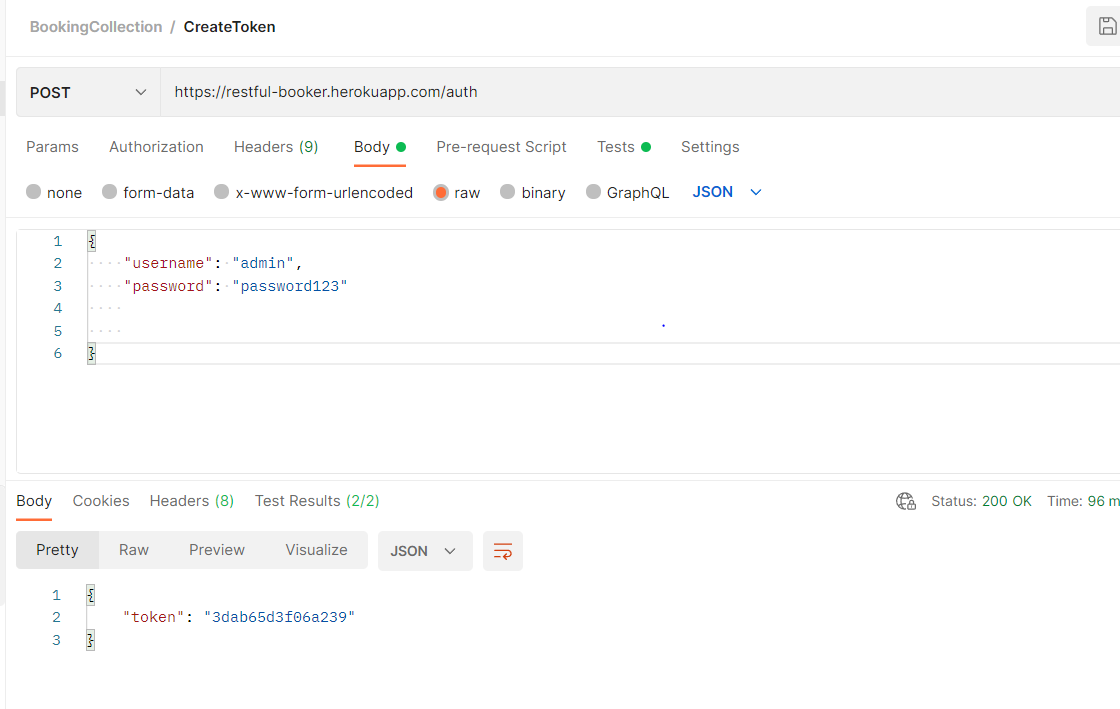 BookingCollection / CreateToken
POST https://restful-booker.herokuapp.com/auth
Params Authorization Headers (9) Body Pre-request Script Tests Settings
none form-data x-www-form-urlencoded raw binary GraphQL JSON
1 {
2 "username": "admin",
3 "password": "password123"
4
5
6 }
Body Cookies Headers (8) Test Results (2/2) Status: 200 OK Time: 96 m
Pretty Raw Preview Visualize JSON
1 {
2 "token": "3dab65d3f06a239"
3 }